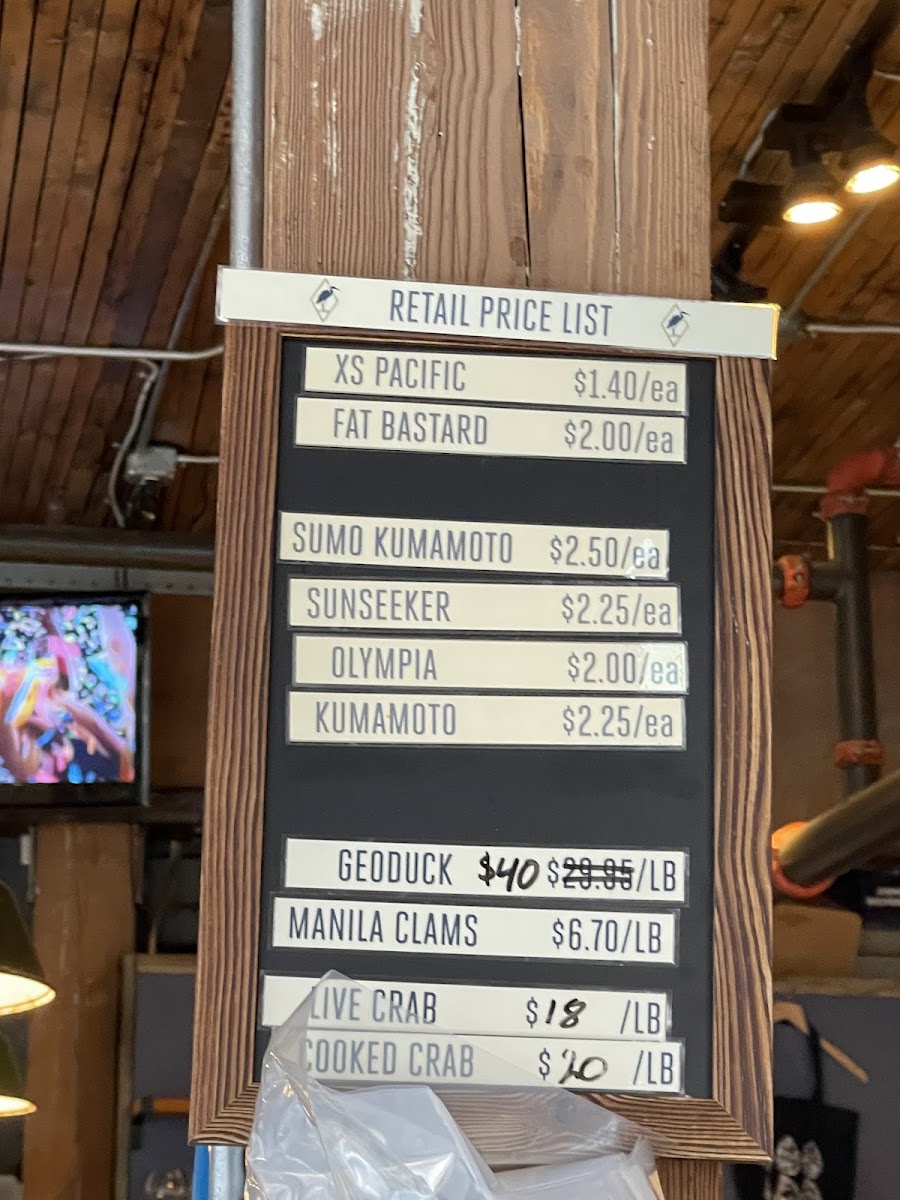 RETAIL PRICE LIST
XS PACIFIC $1.40/ea
FAT BASTARD $2.00/ea
SUMO KUMAMOTO $2.50/ea
SUNSEEKER $2.25/ea
OLYMPIA $2.00/ea
KUMAMOTO $2.25/ea
GEODUCK $40 $29.95/LB
MANILA CLAMS $6.70/LB
LIVE CRAB $18 /LB
COOKED CRAB $20 /LB